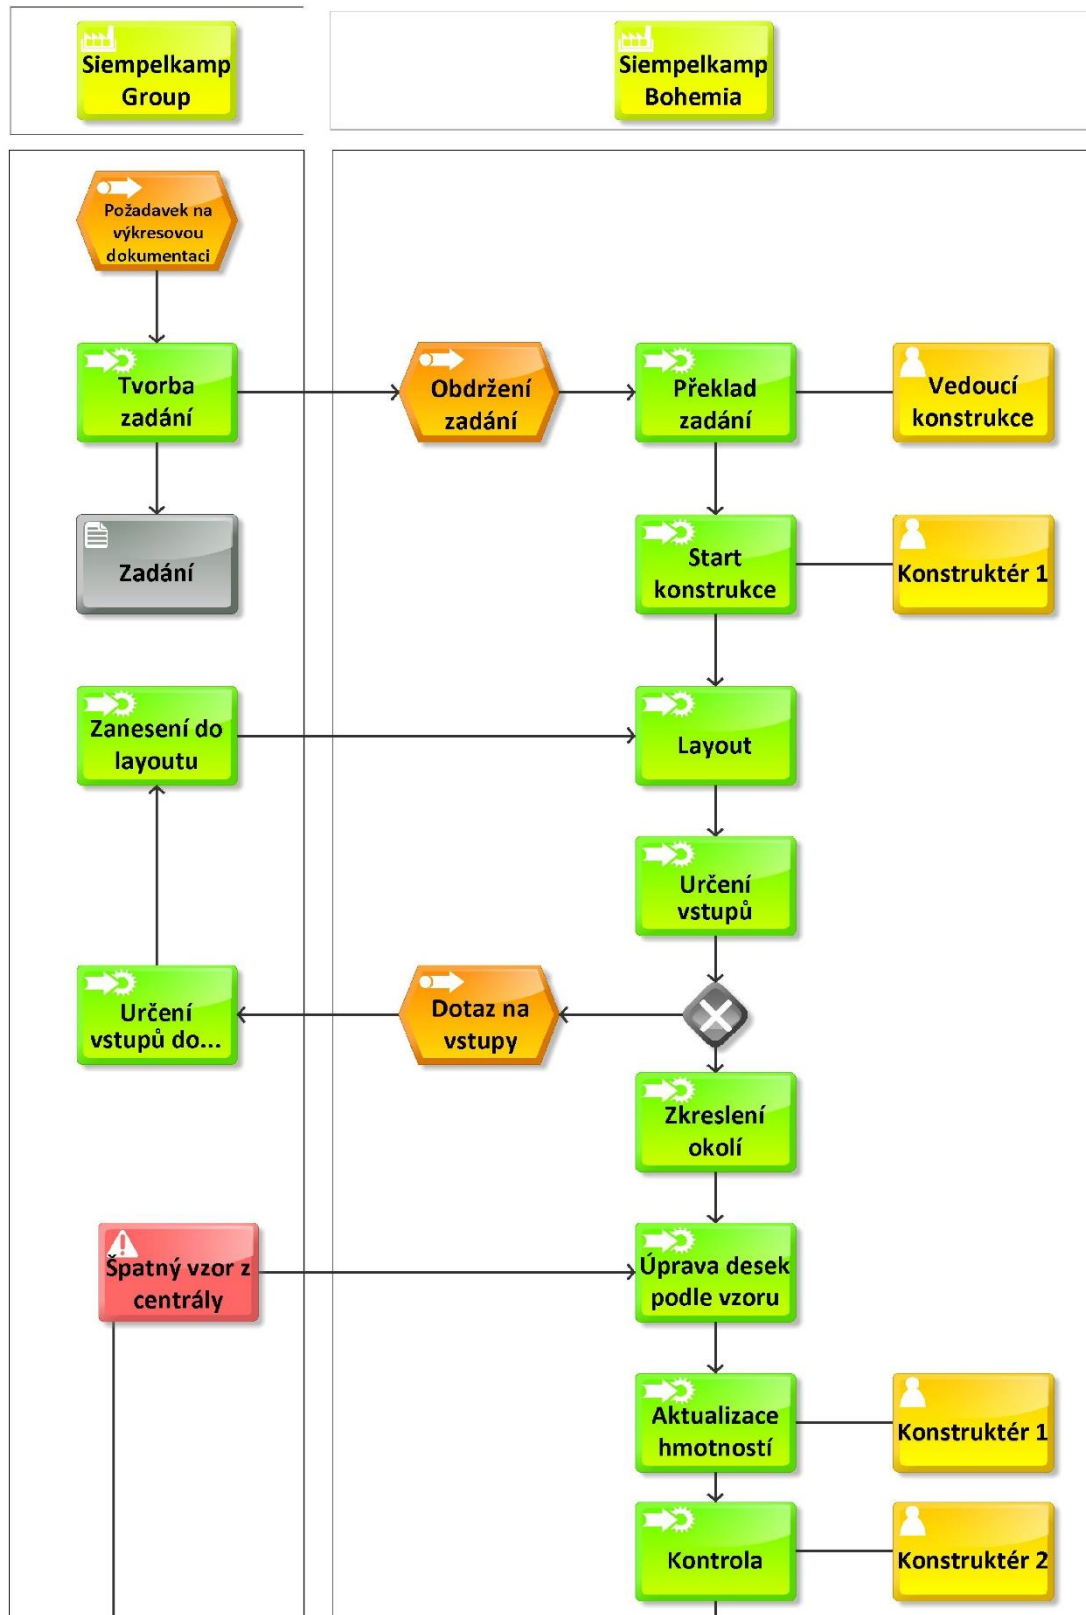 Siempelkamp
Group
Siempelkamp
Bohemia
Požadavek na
výkresovou
dokumentaci
Tvorba
zadání
Obdržení
zadání
Překlad
zadání
Vedoucí
konstrukce
Zadání
Start
konstrukce
Konstruktér 1
Zanesení do
layoutu
Layout
Určení
vstupů
Určení
vstupů do...
Dotaz na
vstupy
Zkreslení
okolí
Špatný vzor z
centrály
Úprava desek
podle vzoru
Aktualizace
hmotností
Konstruktér 1
Kontrola
Konstruktér 2